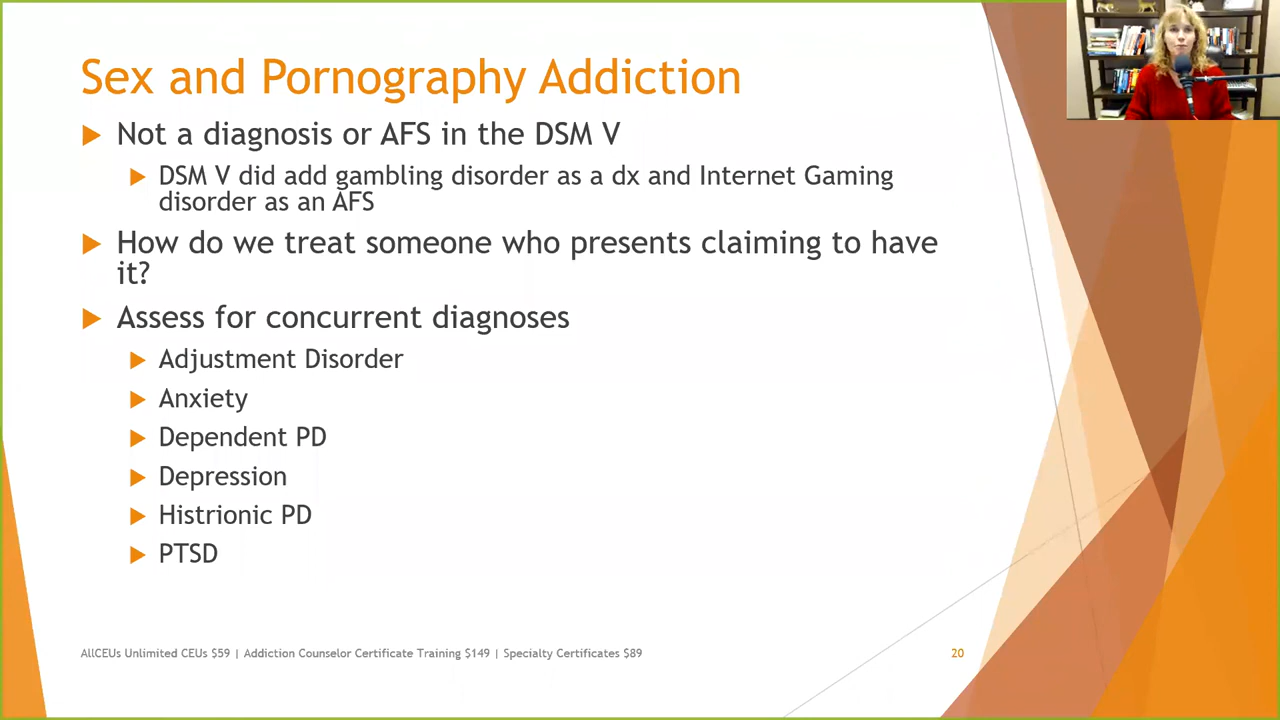 Sex and Pornography Addiction
Not a diagnosis or AFS in the DSM V
DSM V did add gambling disorder as a dx and Internet Gaming
disorder as an AFS
How do we treat someone who presents claiming to have
it?
Assess for concurrent diagnoses
Adjustment Disorder
Anxiety
Dependent PD
Depression
Histrionic PD
PTSD
AllCEUs Unlimited CEUs $59 | Addiction Counselor Certificate Training $149 | Specialty Certificates $89
20